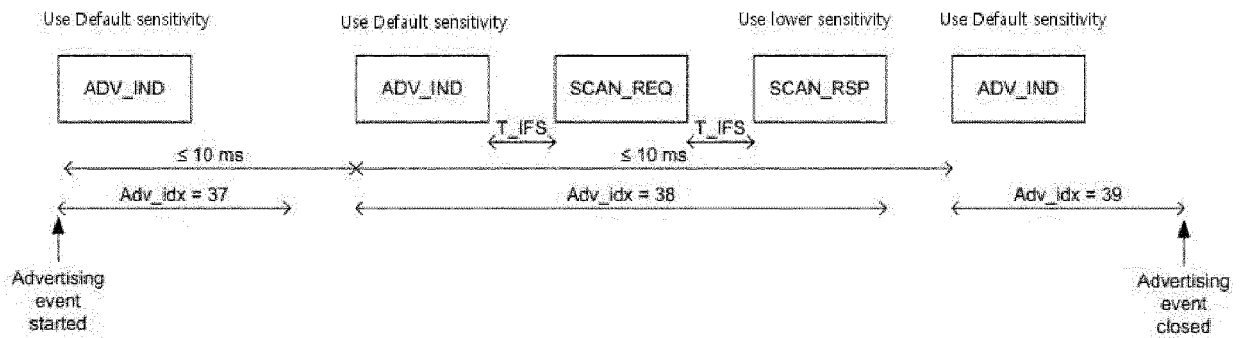 Use Default sensitivity
Use Default sensitivity
Use lower sensitivity
Use Default sensitivity
ADV_IND
ADV_IND
SCAN_REQ
SCAN_RSP
ADV_IND
T_IFS
T_IFS
≤ 10 ms
≤ 10 ms
Adv_idx = 37
Adv_idx = 38
Adv_idx = 39
Advertising
event
started
Advertising
event
closed